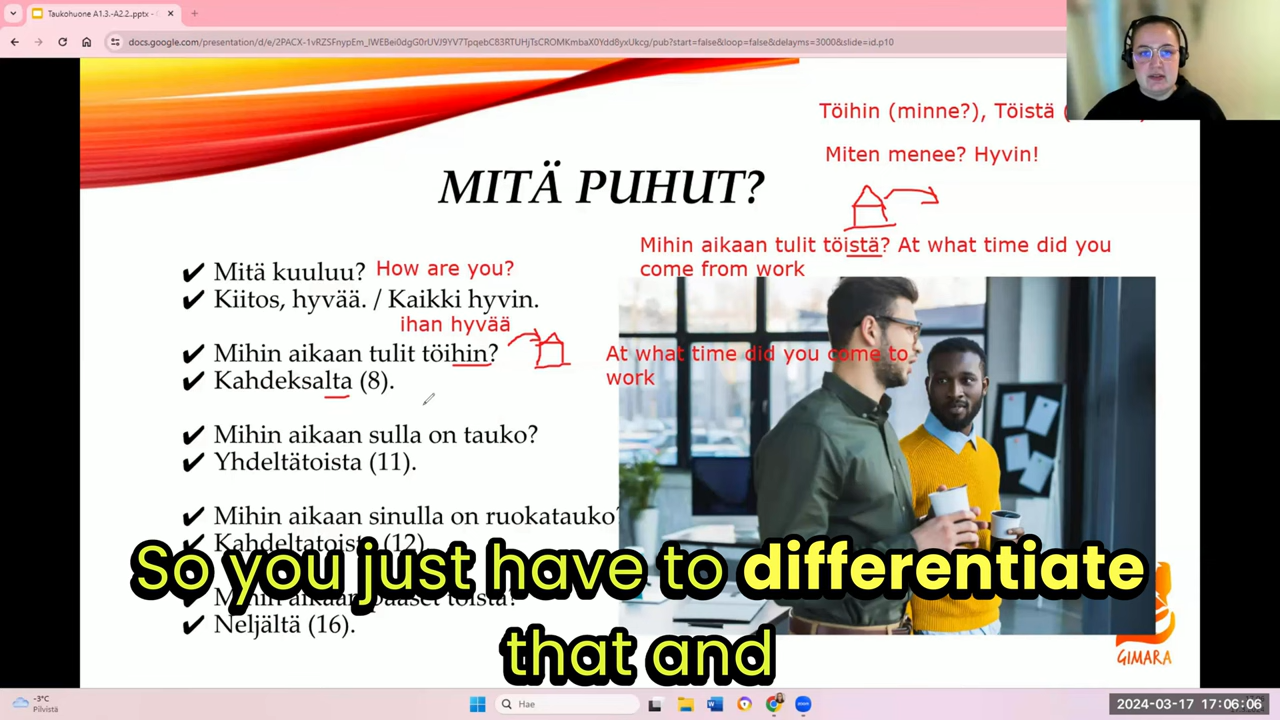 Taukohuone A1.3.-A2.2..pptx -
docs.google.com/presentation/d/e/2PACX-1vRZSFnypEm_lWEBei0dgG0rUVJ9YV7TpqebC83RTUHjTsCROMKmbaX0Ydd8yxUkcg/pub?start=false&loop=false&delayms=3000&slide=id.p10
Töihin (minne?), Töistä (
Miten menee? Hyvin!
MITÄ PUHUT?
Mihin aikaan tulit töistä? At what time did you
come from work
✔ Mitä kuuluu? How are you?
✔ Kiitos, hyvää. / Kaikki hyvin.
ihan hyvää
✔ Mihin aikaan tulit töihin?
At what time did you come to
work
✔ Kahdeksalta (8).
✔ Mihin aikaan sulla on tauko?
✔ Yhdeltätoista (11).
✔ Mihin aikaan sinulla on ruokatauko?
✔ Kahdeltatoista (12).
So you just have to differentiate
that and
✔ Mihin aikaan pääset töistä?
✔ Neljältä (16).
GIMARA
-3°C
Pilvistä
Hae
2024-03-17 17:06:06